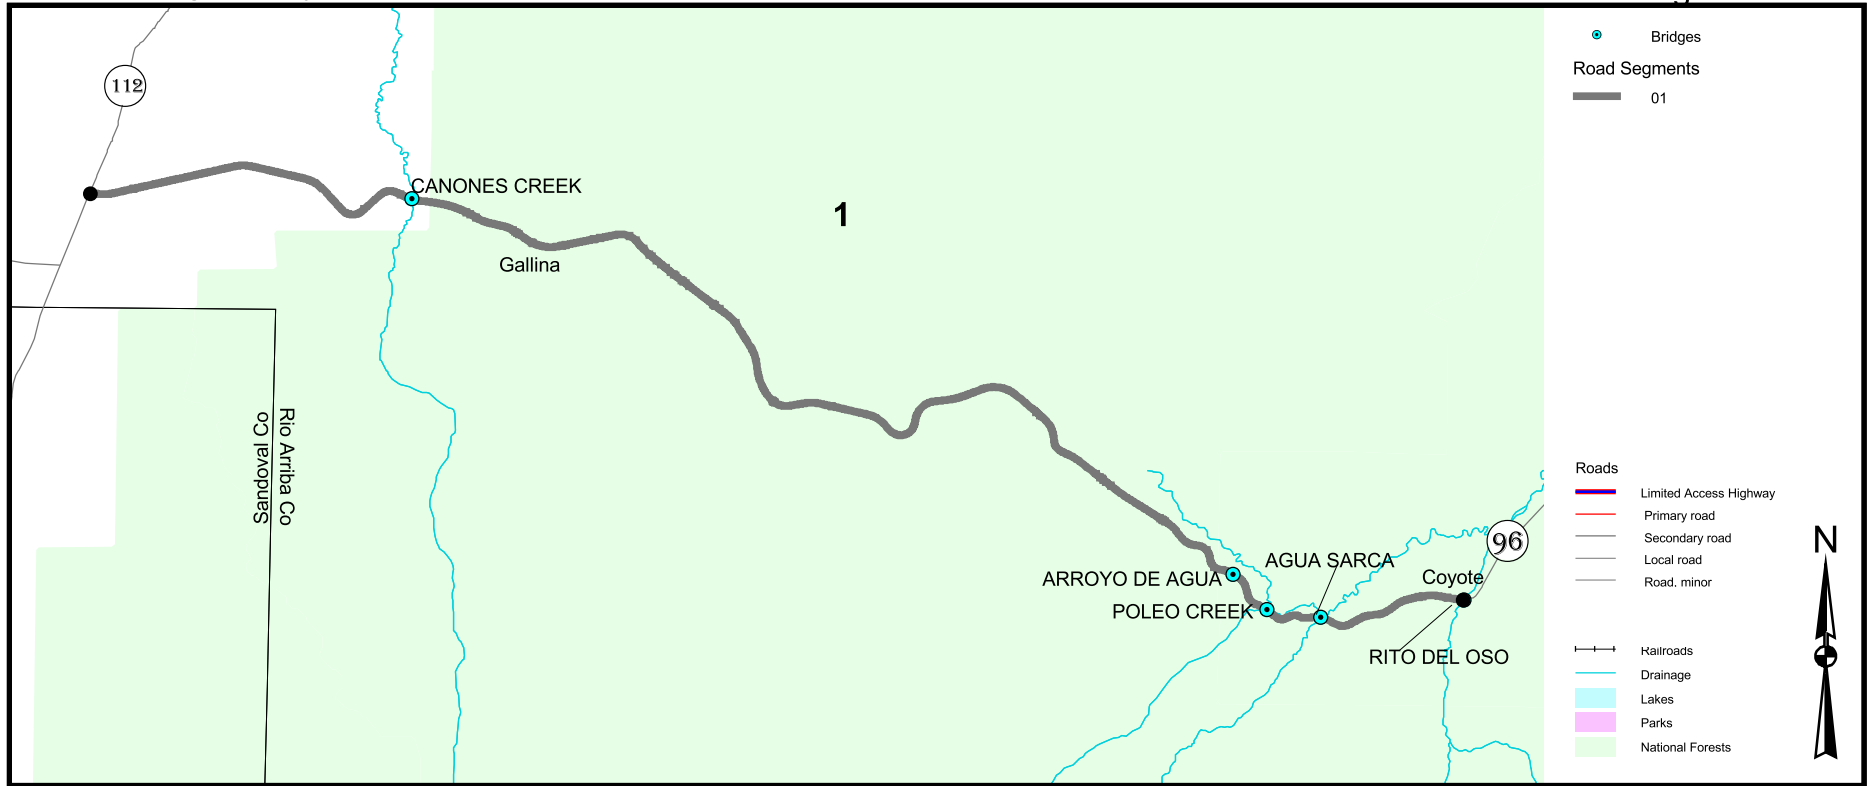 Bridges
Road Segments
01
112
CANONES CREEK
1
Gallina
Rio Arriba Co
Sandoval Co
Roads
Limited Access Highway
Primary road
Secondary road
Local road
Road, minor
N
96
AGUA SARCA
ARROYO DE AGUA
Coyote
POLEO CREEK
RITO DEL OSO
Railroads
Drainage
Lakes
Parks
National Forests